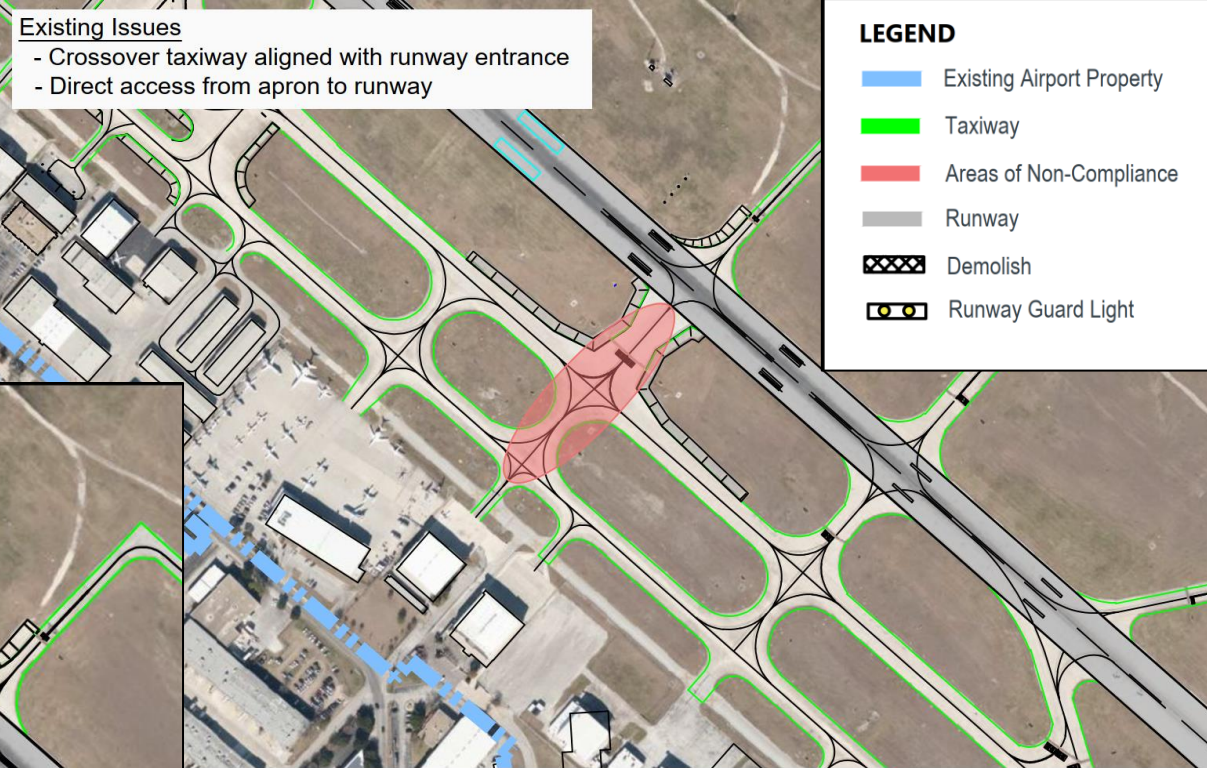 Existing Issues
- Crossover taxiway aligned with runway entrance
- Direct access from apron to runway
LEGEND
Existing Airport Property
Taxiway
Areas of Non-Compliance
Runway
Demolish
Runway Guard Light